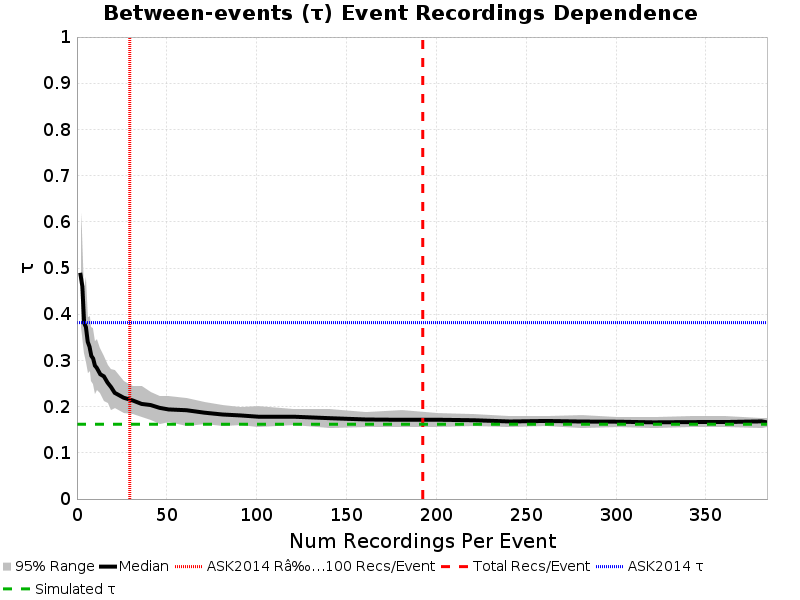 Between-events (τ) Event Recordings Dependence
1
0.9
0.8
0.7
0.6
0.5
0.4
0.3
0.2
0.1
0
τ
0 50 100 150 200 250 300 350
Num Recordings Per Event
95% Range Median ASK2014 Râ‰…100 Recs/Event Total Recs/Event ASK2014 τ
Simulated τ